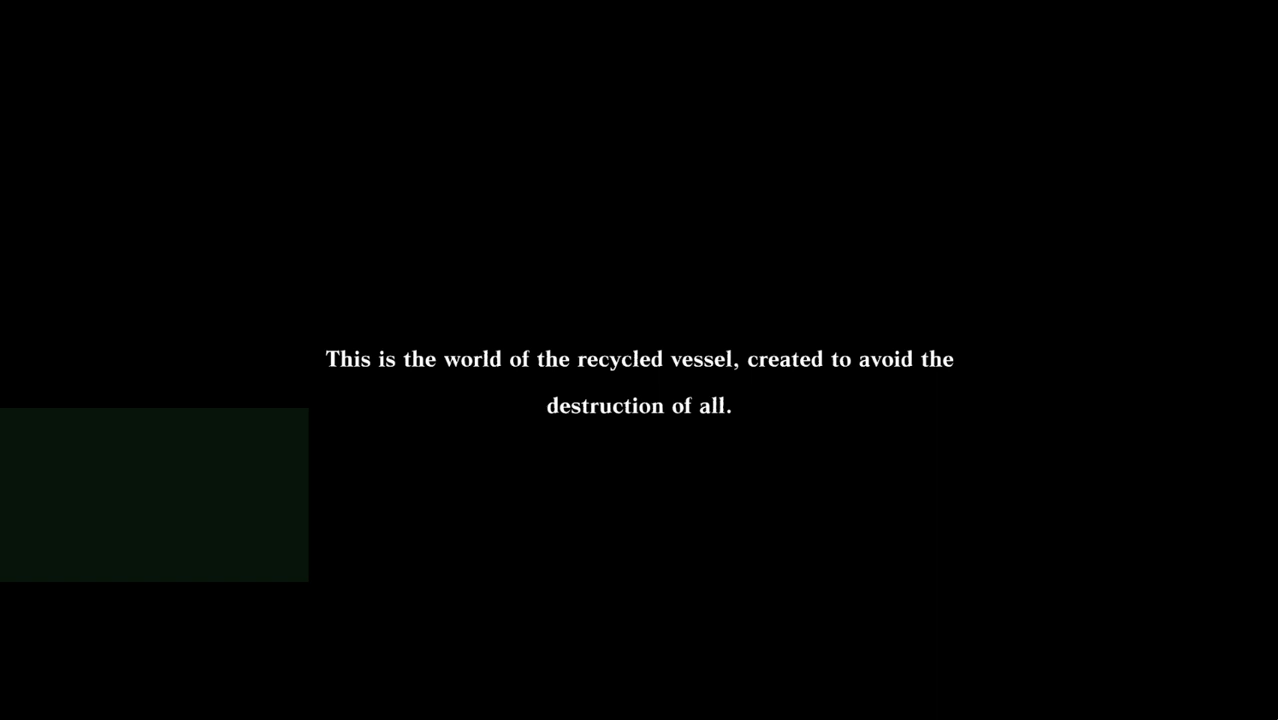 This is the world of the recycled vessel, created to avoid the
destruction of all.